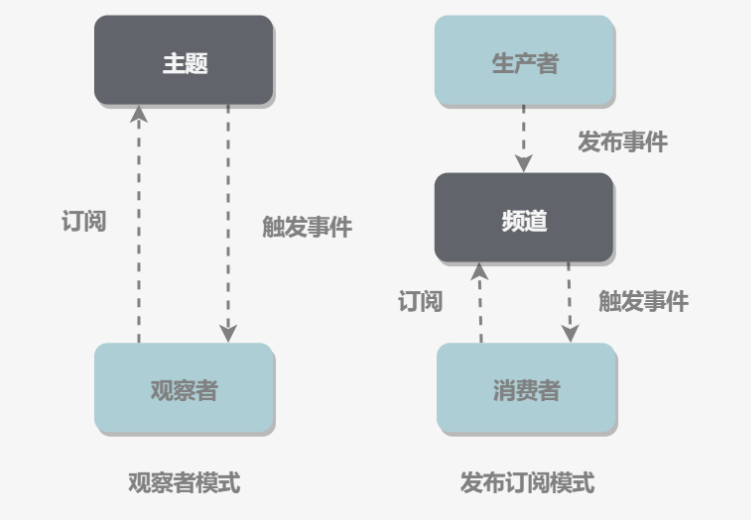 主题
生产者
发布事件
订阅
触发事件
频道
订阅
触发事件
观察者
消费者
观察者模式
发布订阅模式